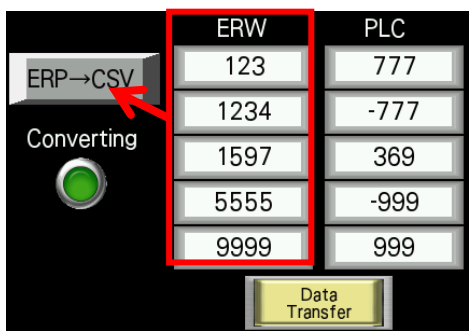 ERW PLC
ERP→CSV
123 777
1234 -777
Converting
1597 369
5555 -999
9999 999
Data
Transfer